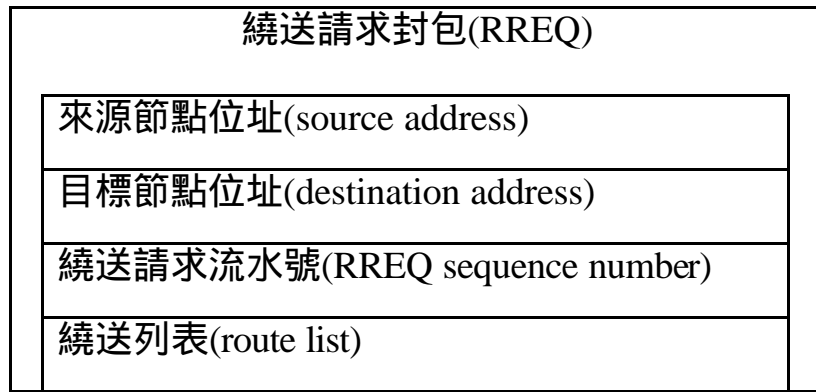 繞送請求封包(RREQ)
來源節點位址(source address)
目標節點位址(destination address)
繞送請求流水號(RREQ sequence number)
繞送列表(route list)